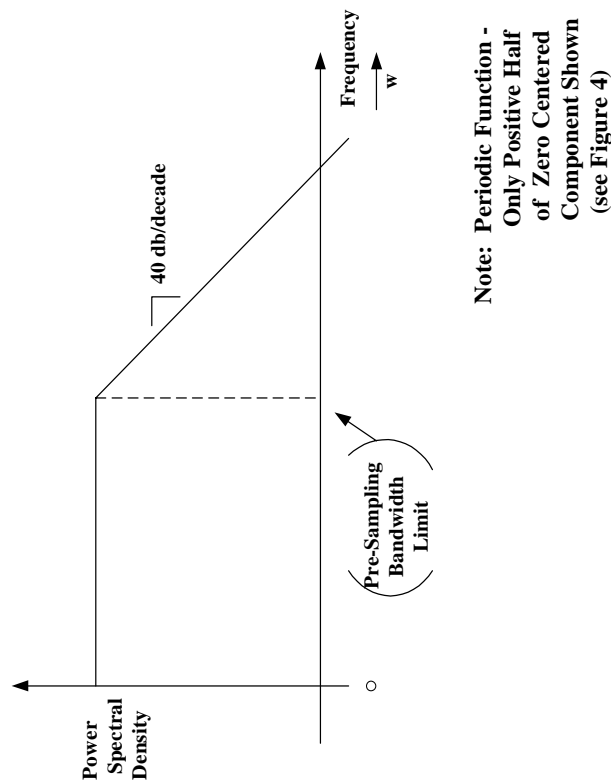 Power
Spectral
Density
40 db/decade
Frequency
w
O
Pre-Sampling
Bandwidth
Limit
Note: Periodic Function -
Only Positive Half
of Zero Centered
Component Shown
(see Figure 4)